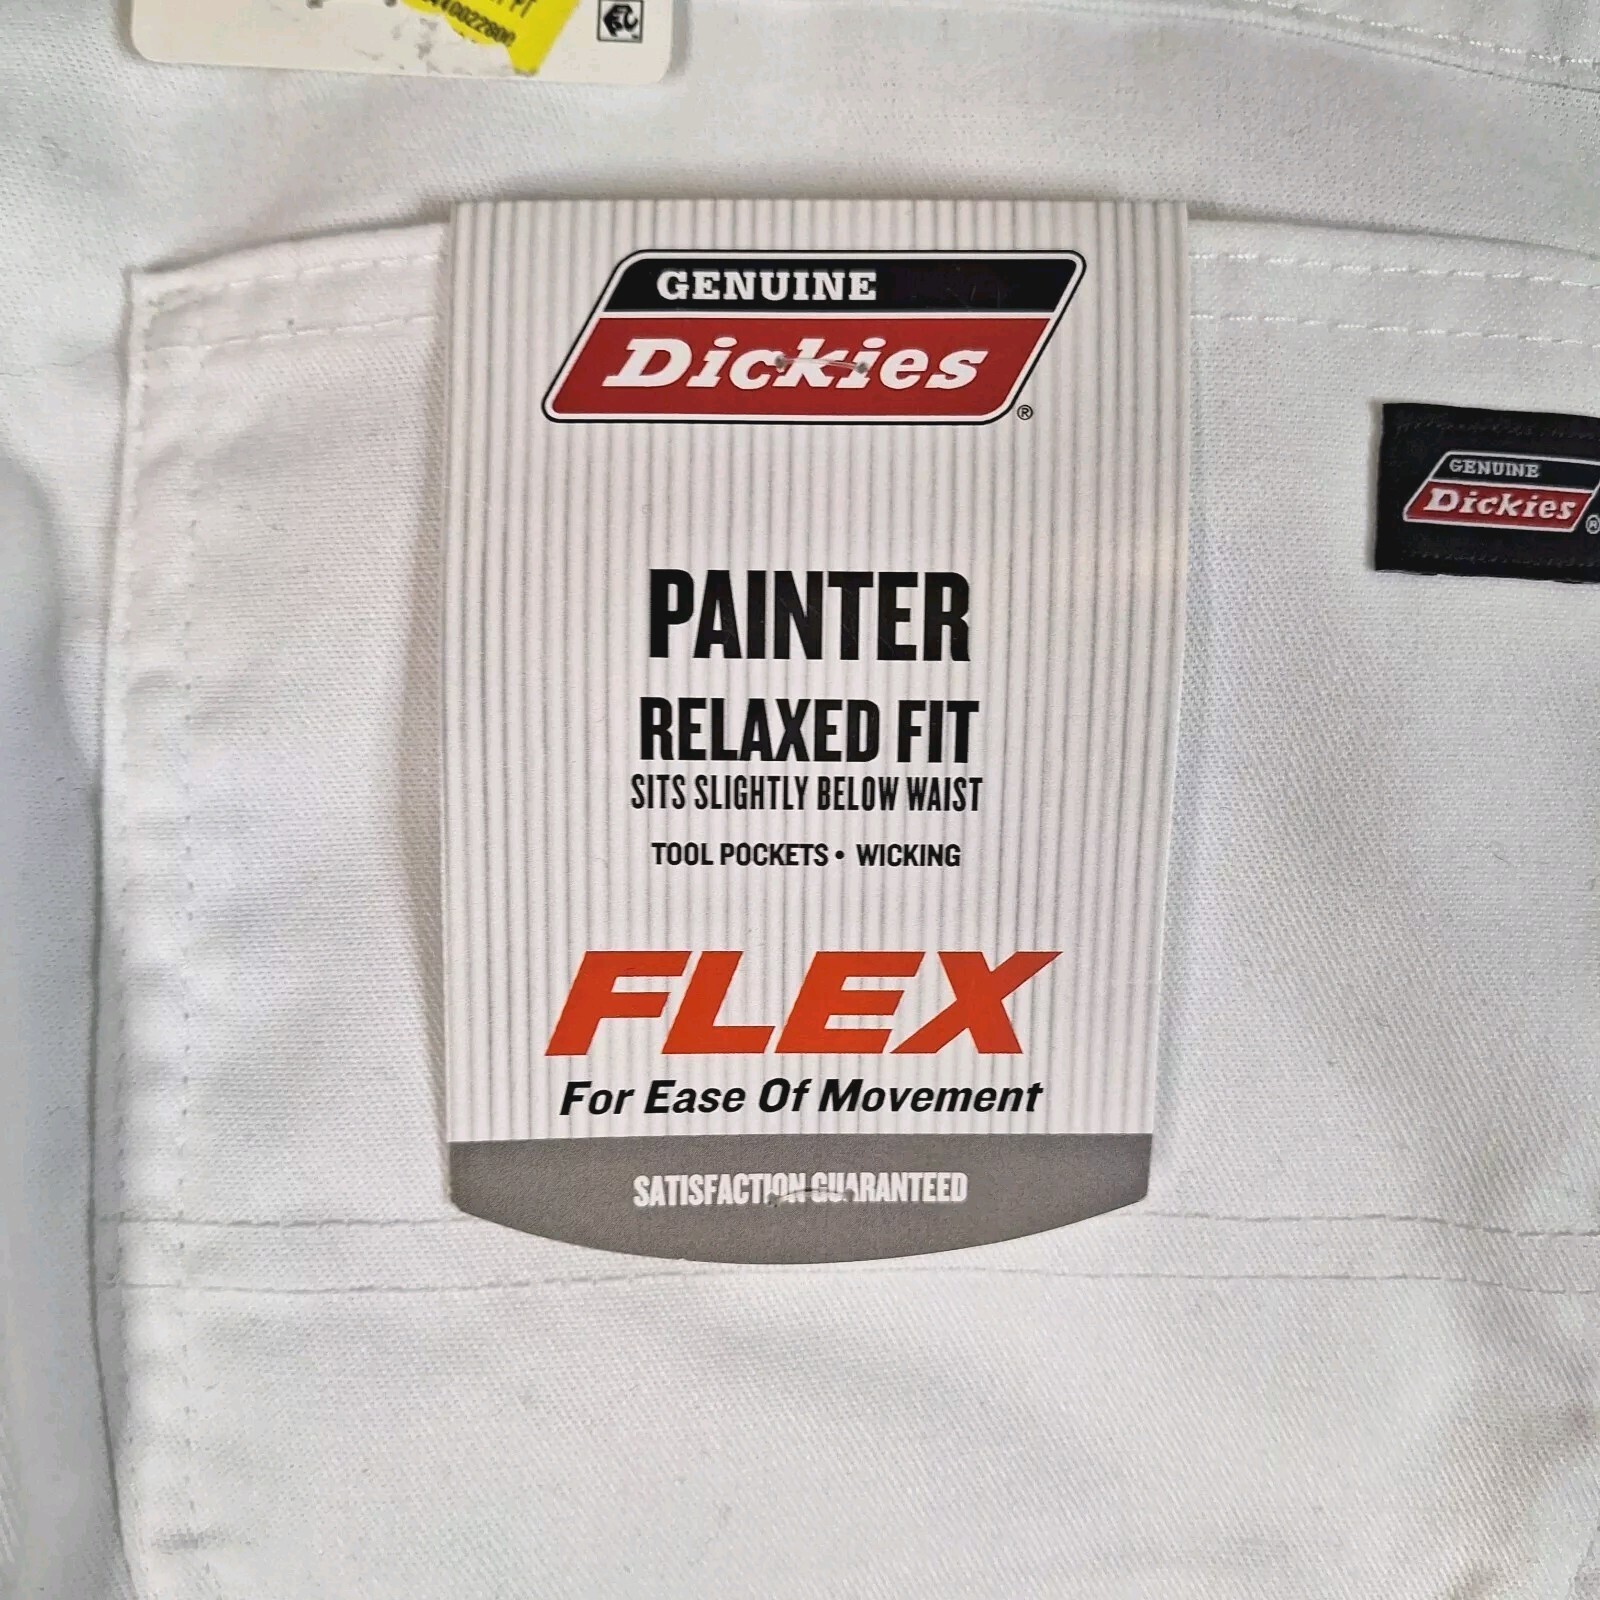 GENUINE
Dickies
®
GENUINE
Dickies
®
PAINTER
RELAXED FIT
SITS SLIGHTLY BELOW WAIST
TOOL POCKETS • WICKING
FLEX
For Ease Of Movement
SATISFACTION GUARANTEED